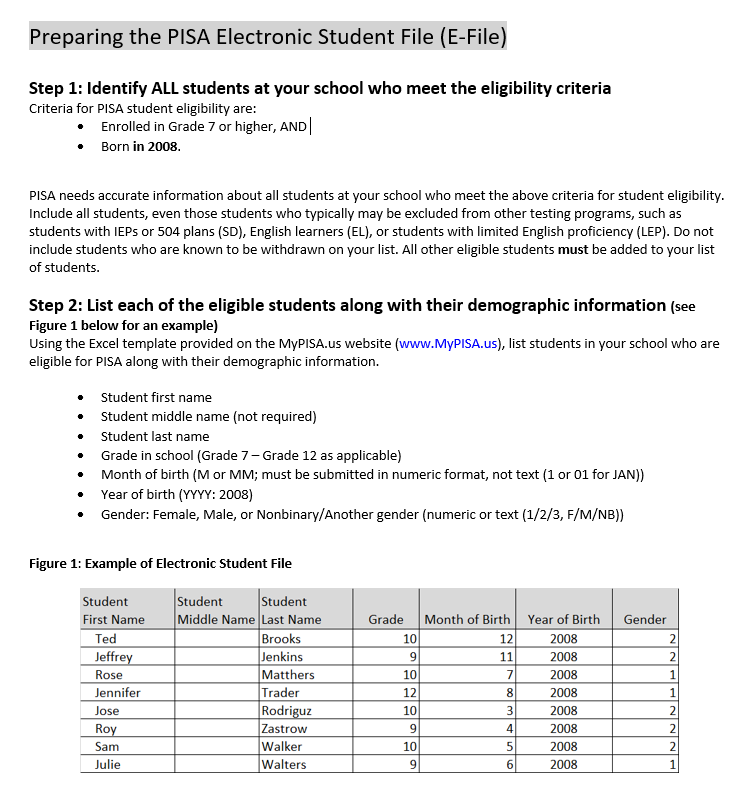 Preparing the PISA Electronic Student File (E-File)
Step 1: Identify ALL students at your school who meet the eligibility criteria
Criteria for PISA student eligibility are:
• Enrolled in Grade 7 or higher, AND
• Born in 2008.
PISA needs accurate information about all students at your school who meet the above criteria for student eligibility.
Include all students, even those students who typically may be excluded from other testing programs, such as
students with IEPs or 504 plans (SD), English learners (EL), or students with limited English proficiency (LEP). Do not
include students who are known to be withdrawn on your list. All other eligible students must be added to your list
of students.
Step 2: List each of the eligible students along with their demographic information (see
Figure 1 below for an example)
Using the Excel template provided on the MyPISA.us website (www.MyPISA.us), list students in your school who are
eligible for PISA along with their demographic information.
• Student first name
• Student middle name (not required)
• Student last name
• Grade in school (Grade 7 – Grade 12 as applicable)
• Month of birth (M or MM; must be submitted in numeric format, not text (1 or 01 for JAN))
• Year of birth (YYYY: 2008)
• Gender: Female, Male, or Nonbinary/Another gender (numeric or text (1/2/3, F/M/NB))
Figure 1: Example of Electronic Student File
Student Student Student
First Name Middle Name Last Name Grade Month of Birth Year of Birth Gender
Ted Brooks 10 12 2008 2
Jeffrey Jenkins 9 11 2008 2
Rose Matthers 10 7 2008 1
Jennifer Trader 12 8 2008 1
Jose Rodriguz 10 3 2008 2
Roy Zastrow 9 4 2008 2
Sam Walker 10 5 2008 2
Julie Walters 9 6 2008 1